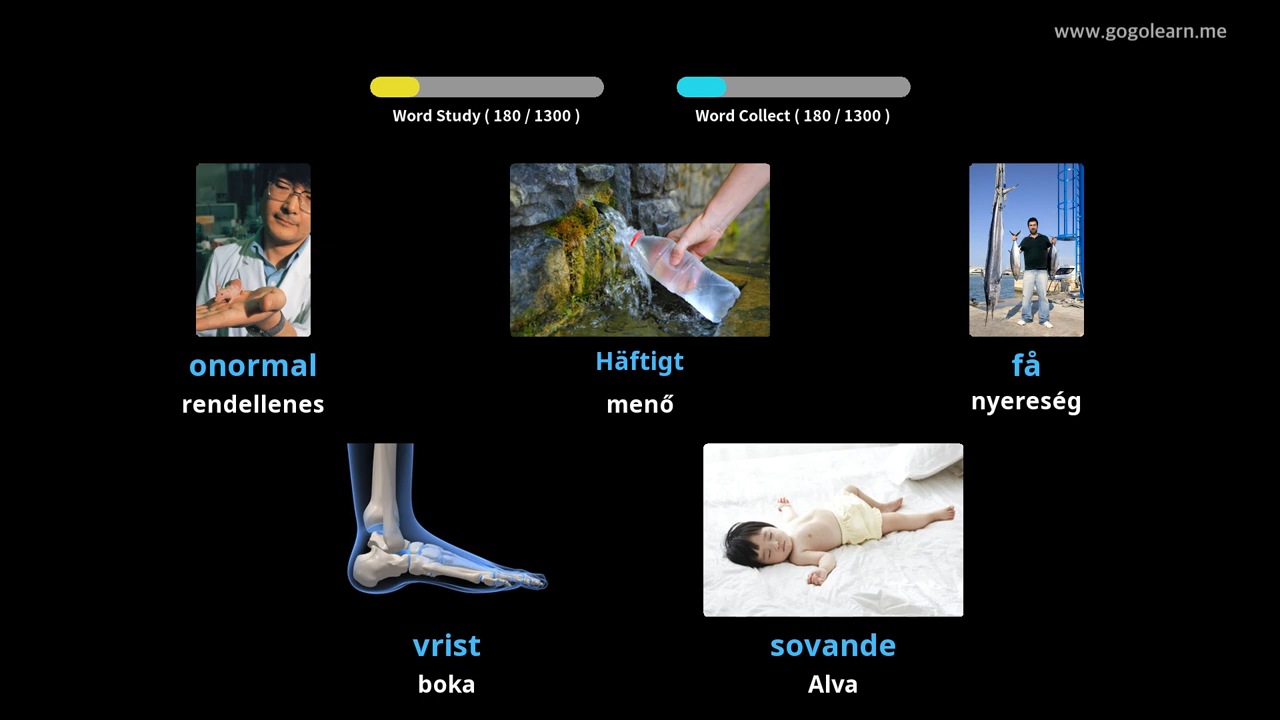 www.gogolearn.me
Word Study ( 180 / 1300 )
Word Collect ( 180 / 1300 )
onormal
rendellenes
Häftigt
menő
få
nyereség
vrist
boka
sovande
Alva